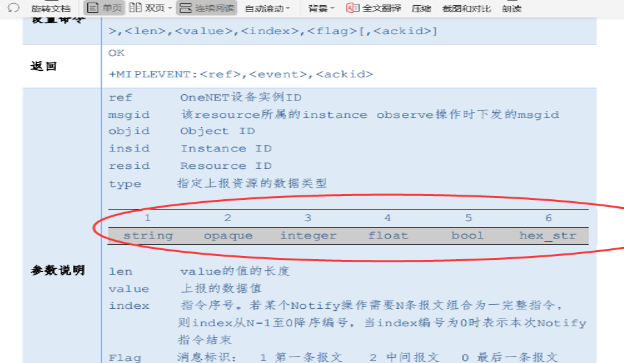 旋转文档 单页 双页 连续阅读 自动滚动 背景 全文翻译 压缩 截图和对比 朗读
设置命令
>,<len>,<value>,<index>,<flag>[,<ackid>]
返回
OK
+MIPLEVENT:<ref>,<event>,<ackid>
参数说明
ref OneNET设备实例ID
msgid 该resource所属的instance observe操作时下发的msgid
objid Object ID
insid Instance ID
resid Resource ID
type 指定上报资源的数据类型
1 2 3 4 5 6
string opaque integer float bool hex_str
len value的值的长度
value 上报的数据值
index 指令序号。若某个Notify操作需要N条报文组合为一完整指令,
则index从N-1至0降序编号,当index编号为0时表示本次Notify
指令结束
Flag 消息标识: 1 第一条报文 2 中间报文 0 最后一条报文